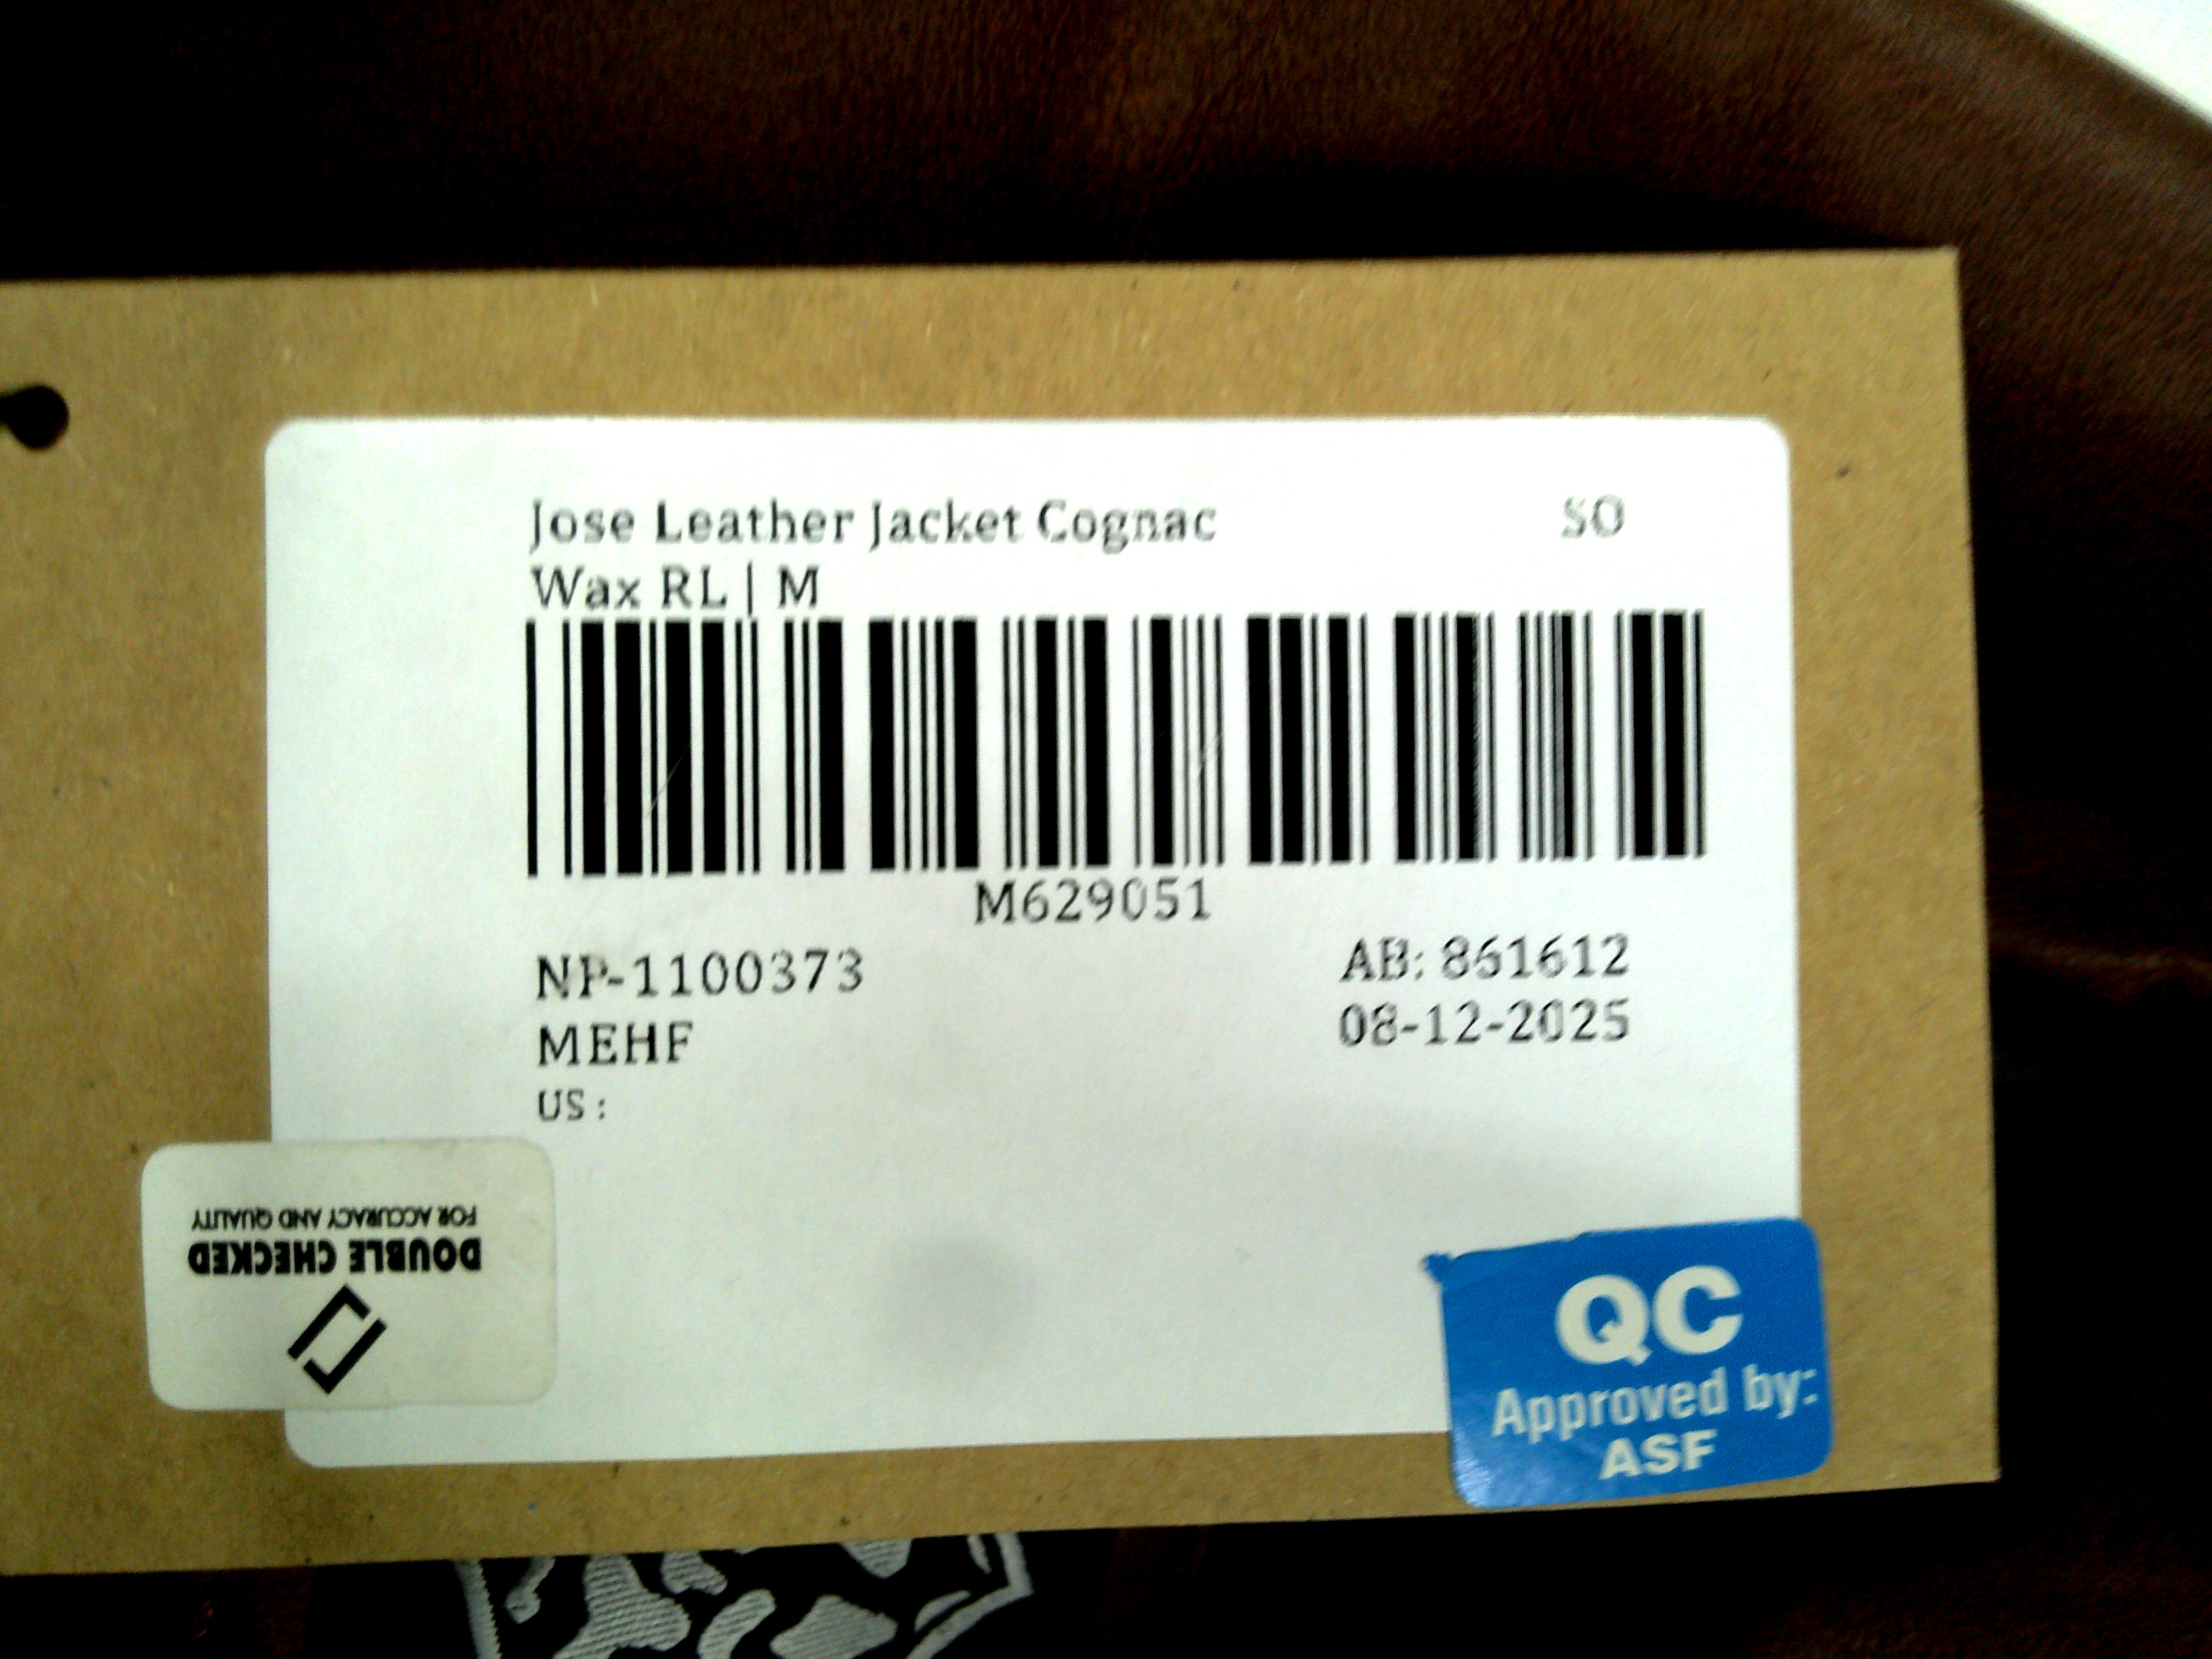 Jose Leather Jacket Cognac SO
Wax RL | M
M629051
NP-1100373 AB: 861612
MEHF 08-12-2025
US :
DOUBLE CHECKED
FOR ACCURACY AND QUALITY
QC
Approved by:
ASF